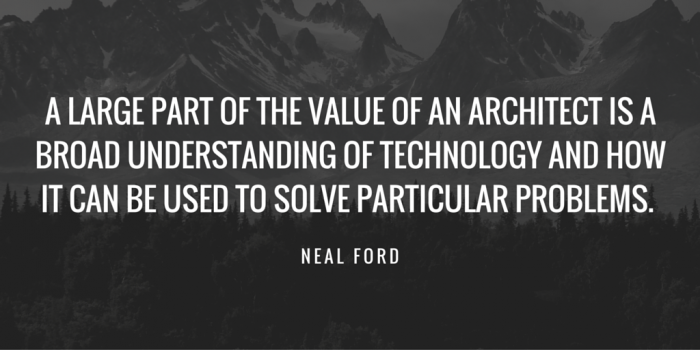 A LARGE PART OF THE VALUE OF AN ARCHITECT IS A
BROAD UNDERSTANDING OF TECHNOLOGY AND HOW
IT CAN BE USED TO SOLVE PARTICULAR PROBLEMS.
NEAL FORD